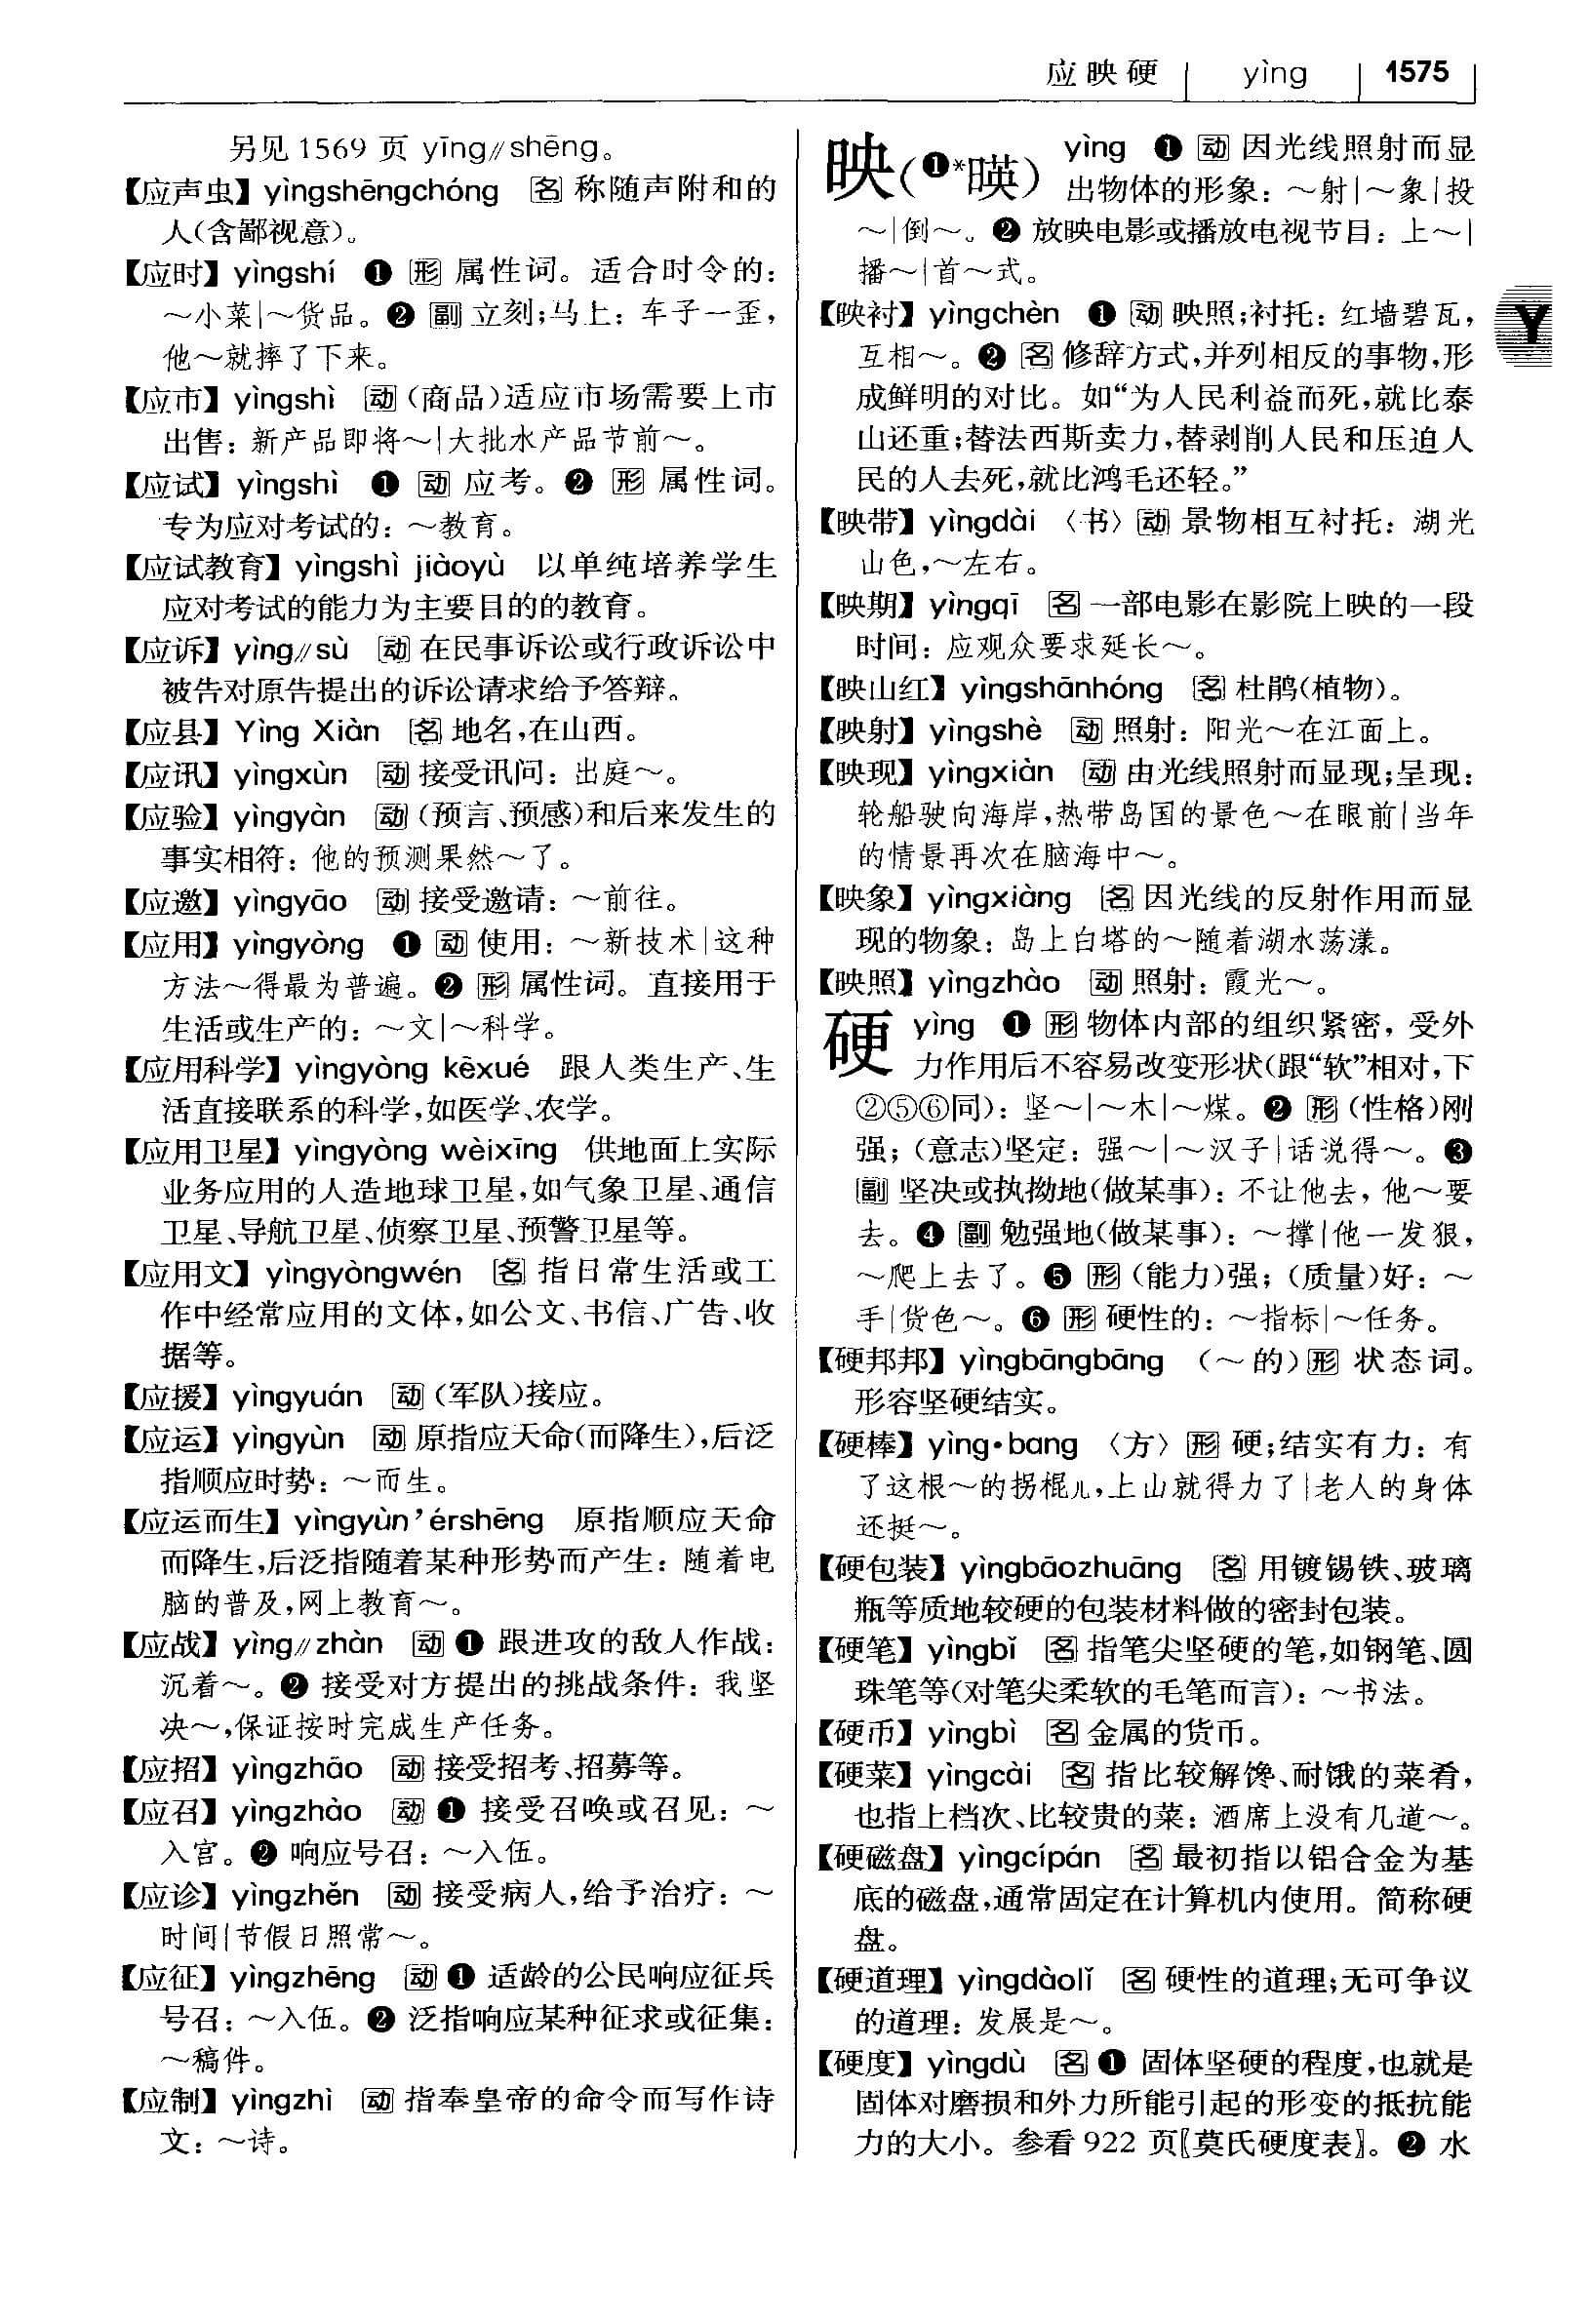 应映硬 yìng 1575
另见 1569 页 yīng∥shēng。
【应声虫】yìngshēngchóng 名 称随声附和的
人(含鄙视意)。
【应时】yìngshí ❶ 形 属性词。适合时令的：
～小菜|～货品。❷ 副 立刻；马上：车子一歪，
他～就摔了下来。
【应市】yìngshì 动 (商品)适应市场需要上市
出售：新产品即将～|大批水产品节前～。
【应试】yìngshì ❶ 动 应考。❷ 形 属性词。
专为应对考试的：～教育。
【应试教育】yìngshì jiàoyù 以单纯培养学生
应对考试的能力为主要目的的教育。
【应诉】yìng∥sù 动 在民事诉讼或行政诉讼中
被告对原告提出的诉讼请求给予答辩。
【应县】Yìng Xiàn 名 地名，在山西。
【应讯】yìngxùn 动 接受讯问：出庭～。
【应验】yìngyàn 动 (预言、预感)和后来发生的
事实相符：他的预测果然～了。
【应邀】yìngyāo 动 接受邀请：～前往。
【应用】yìngyòng ❶ 动 使用：～新技术|这种
方法～得最为普遍。❷ 形 属性词。直接用于
生活或生产的：～文|～科学。
【应用科学】yìngyòng kēxué 跟人类生产、生
活直接联系的科学，如医学、农学。
【应用卫星】yìngyòng wèixīng 供地面上实际
业务应用的人造地球卫星，如气象卫星、通信
卫星、导航卫星、侦察卫星、预警卫星等。
【应用文】yìngyòngwén 名 指日常生活或工
作中经常应用的文体，如公文、书信、广告、收
据等。
【应援】yìngyuán 动 (军队)接应。
【应运】yìngyùn 动 原指应天命(而降生)，后泛
指顺应时势：～而生。
【应运而生】yìngyùn’érshēng 原指顺应天命
而降生，后泛指随着某种形势而产生：随着电
脑的普及，网上教育～。
【应战】yìng∥zhàn 动 ❶ 跟进攻的敌人作战：
沉着～。❷ 接受对方提出的挑战条件：我坚
决～，保证按时完成生产任务。
【应招】yìngzhāo 动 接受招考、招募等。
【应召】yìngzhào 动 ❶ 接受召唤或召见：～
入宫。❷ 响应号召：～入伍。
【应诊】yìngzhěn 动 接受病人，给予治疗：～
时间|节假日照常～。
【应征】yìngzhēng 动 ❶ 适龄的公民响应征兵
号召：～入伍。❷ 泛指响应某种征求或征集：
～稿件。
【应制】yìngzhì 动 指奉皇帝的命令而写作诗
文：～诗。
映(❶*暎) yìng ❶ 动 因光线照射而显
出物体的形象：～射|～象|投
～|倒～。❷ 放映电影或播放电视节目：上～|
播～|首～式。
【映衬】yìngchèn ❶ 动 映照；衬托：红墙碧瓦，
互相～。❷ 名 修辞方式，并列相反的事物，形
成鲜明的对比。如“为人民利益而死，就比泰
山还重；替法西斯卖力，替剥削人民和压迫人
民的人去死，就比鸿毛还轻。”
【映带】yìngdài 〈书〉动 景物相互衬托：湖光
山色，～左右。
【映期】yìngqī 名 一部电影在影院上映的一段
时间：应观众要求延长～。
【映山红】yìngshānhóng 名 杜鹃(植物)。
【映射】yìngshè 动 照射：阳光～在江面上。
【映现】yìngxiàn 动 由光线照射而显现；呈现：
轮船驶向海岸，热带岛国的景色～在眼前|当年
的情景再次在脑海中～。
【映象】yìngxiàng 名 因光线的反射作用而显
现的物象：岛上白塔的～随着湖水荡漾。
【映照】yìngzhào 动 照射：霞光～。
硬 yìng ❶ 形 物体内部的组织紧密，受外
力作用后不容易改变形状(跟“软”相对，下
②⑤⑥同)：坚～|～木|～煤。❷ 形 (性格)刚
强；(意志)坚定：强～|～汉子|话说得～。❸
副 坚决或执拗地(做某事)：不让他去，他～要
去。❹ 副 勉强地(做某事)：～撑|他一发狠，
～爬上去了。❺ 形 (能力)强；(质量)好：～
手|货色～。❻ 形 硬性的：～指标|～任务。
【硬邦邦】yìngbāngbāng （～的）形 状态词。
形容坚硬结实。
【硬棒】yìng·bang 〈方〉形 硬；结实有力：有
了这根～的拐棍儿，上山就得力了|老人的身体
还挺～。
【硬包装】yìngbāozhuāng 名 用镀锡铁、玻璃
瓶等质地较硬的包装材料做的密封包装。
【硬笔】yìngbǐ 名 指笔尖坚硬的笔，如钢笔、圆
珠笔等(对笔尖柔软的毛笔而言)：～书法。
【硬币】yìngbì 名 金属的货币。
【硬菜】yìngcài 名 指比较解馋、耐饿的菜肴，
也指上档次、比较贵的菜：酒席上没有几道～。
【硬磁盘】yìngcípán 名 最初指以铝合金为基
底的磁盘，通常固定在计算机内使用。简称硬
盘。
【硬道理】yìngdàolǐ 名 硬性的道理；无可争议
的道理：发展是～。
【硬度】yìngdù 名 ❶ 固体坚硬的程度，也就是
固体对磨损和外力所能引起的形变的抵抗能
力的大小。参看 922 页〖莫氏硬度表〗。❷ 水
Y